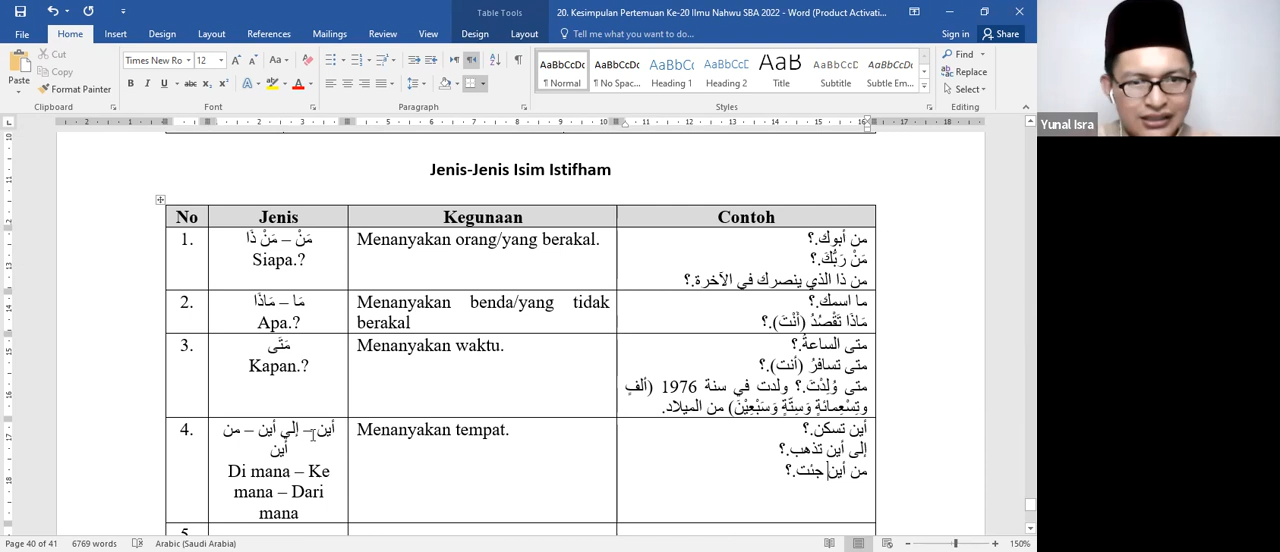 Table Tools
20. Kesimpulan Pertemuan Ke-20 Ilmu Nahwu SBA 2022 - Word (Product Activati...
File Home Insert Design Layout References Mailings Review View Design Layout Tell me what you want to do... Sign in Share
Paste
Cut
Copy
Format Painter
Clipboard
Times New Ro 12
Font
Paragraph
AaBbCcDc AaBbCcDc AaBbCc AaBbCcD AaB AaBbCcD AaBbCcDc
¶ Normal ¶ No Spac... Heading 1 Heading 2 Title Subtitle Subtle Em...
Styles
Find
Replace
Select
Editing
Yunal Isra
Jenis-Jenis Isim Istifham
No Jenis Kegunaan Contoh
1.
مَنْ – مَنْ ذَا
Siapa.?
Menanyakan orang/yang berakal.
من أبوك.؟
مَنْ رَبُّكَ.؟
من ذا الذي ينصرك في الآخرة.؟
2.
مَا – مَاذَا
Apa.?
Menanyakan benda/yang tidak
berakal
ما اسمك.؟
مَاذَا تَقْصُدُ (أَنْتَ).؟
3.
مَتَى
Kapan.?
Menanyakan waktu.
متى الساعةُ.؟
متى تسافرُ (أنت).؟
متى وُلِدْتَ.؟ ولدت في سنة 1976 (ألفٍ
وتِسْعِمائةٍ وَسِتَّةٍ وَسَبْعِيْنَ) من الميلاد.
4.
أين – إلى أين – من
أين
Di mana – Ke
mana – Dari
mana
Menanyakan tempat.
أين تسكن.؟
إلى أين تذهب.؟
من أين جئت.؟
5.
Page 40 of 41 6769 words Arabic (Saudi Arabia) 150%